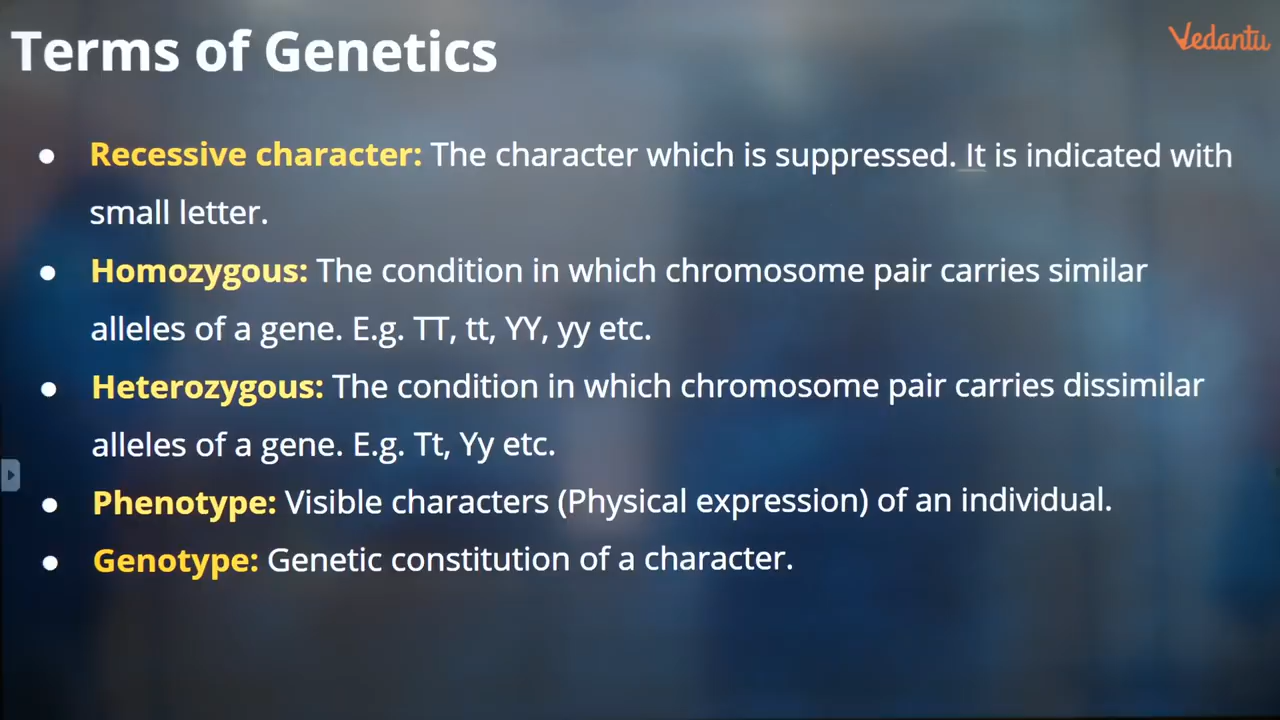 Terms of Genetics
Vedantu
● Recessive character: The character which is suppressed. It is indicated with
small letter.
● Homozygous: The condition in which chromosome pair carries similar
alleles of a gene. E.g. TT, tt, YY, yy etc.
● Heterozygous: The condition in which chromosome pair carries dissimilar
alleles of a gene. E.g. Tt, Yy etc.
● Phenotype: Visible characters (Physical expression) of an individual.
● Genotype: Genetic constitution of a character.